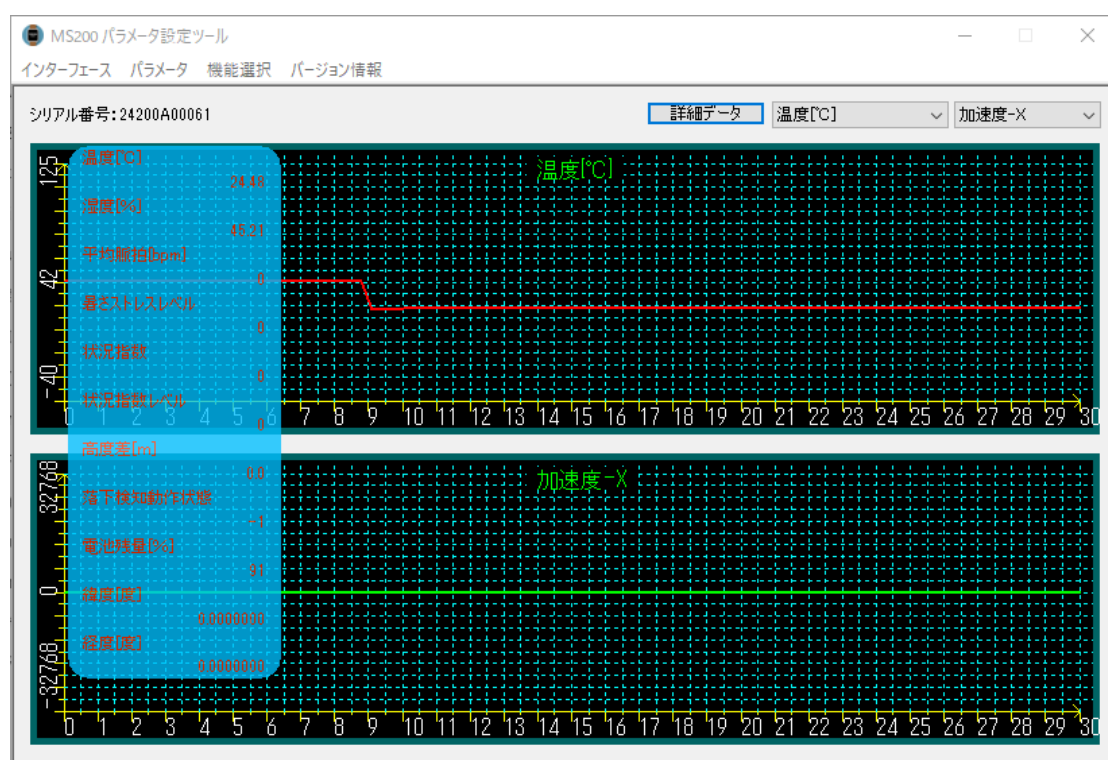 MS200 パラメータ設定ツール
インターフェース パラメータ 機能選択 バージョン情報
シリアル番号:24200A00061
詳細データ 温度[℃] 加速度-X
温度[℃]
125
42
-40
0 1 2 3 4 5 6 7 8 9 10 11 12 13 14 15 16 17 18 19 20 21 22 23 24 25 26 27 28 29 30
温度[℃]
24.48
湿度[%]
45.21
平均脈拍[bpm]
0
暑さストレスレベル
0
状況指数
0
状況指数レベル
0
高度差[m]
0.0
落下検知動作状態
-1
電池残量[%]
91
緯度[度]
0.0000000
経度[度]
0.0000000
加速度-X
32768
0
-32768
0 1 2 3 4 5 6 7 8 9 10 11 12 13 14 15 16 17 18 19 20 21 22 23 24 25 26 27 28 29 30